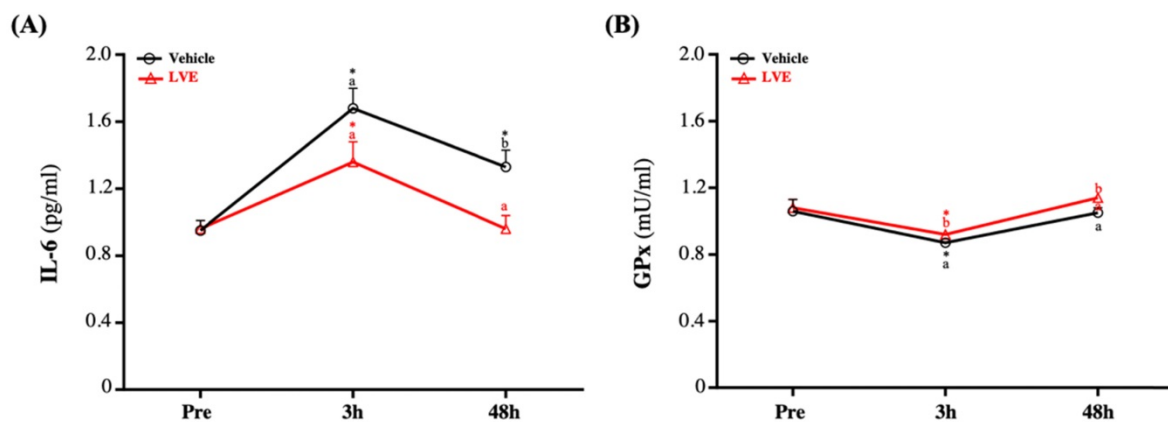 (A)
2.0
1.6
1.2
0.8
0.4
0
IL-6 (pg/ml)
Vehicle
LVE
*
a
*
a
*
b
a
Pre
3h
48h
(B)
2.0
1.6
1.2
0.8
0.4
0
GPx (mU/ml)
Vehicle
LVE
*
b
*
a
b
a
Pre
3h
48h